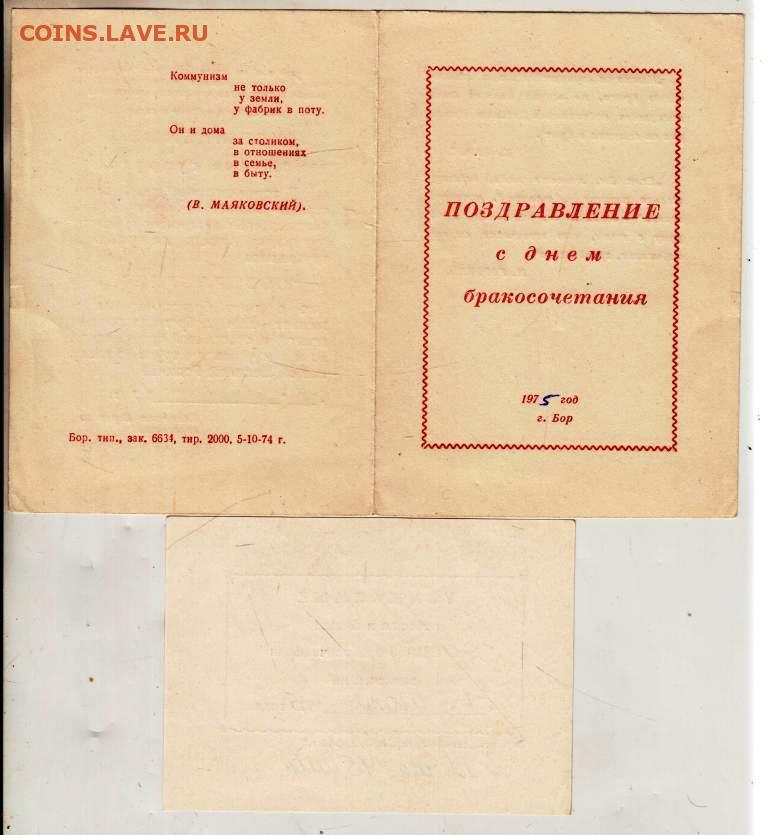 COINS.LAVE.RU
Коммунизм
не только
у земли,
у фабрик в поту.
Он и дома
за столиком,
в отношениях
в семье,
в быту.
(В. МАЯКОВСКИЙ).
Бор. тип., зак. 6634, тир. 2000. 5-10-74 г.
ПОЗДРАВЛЕНИЕ
с днем
бракосочетания
1975 год
г. Бор